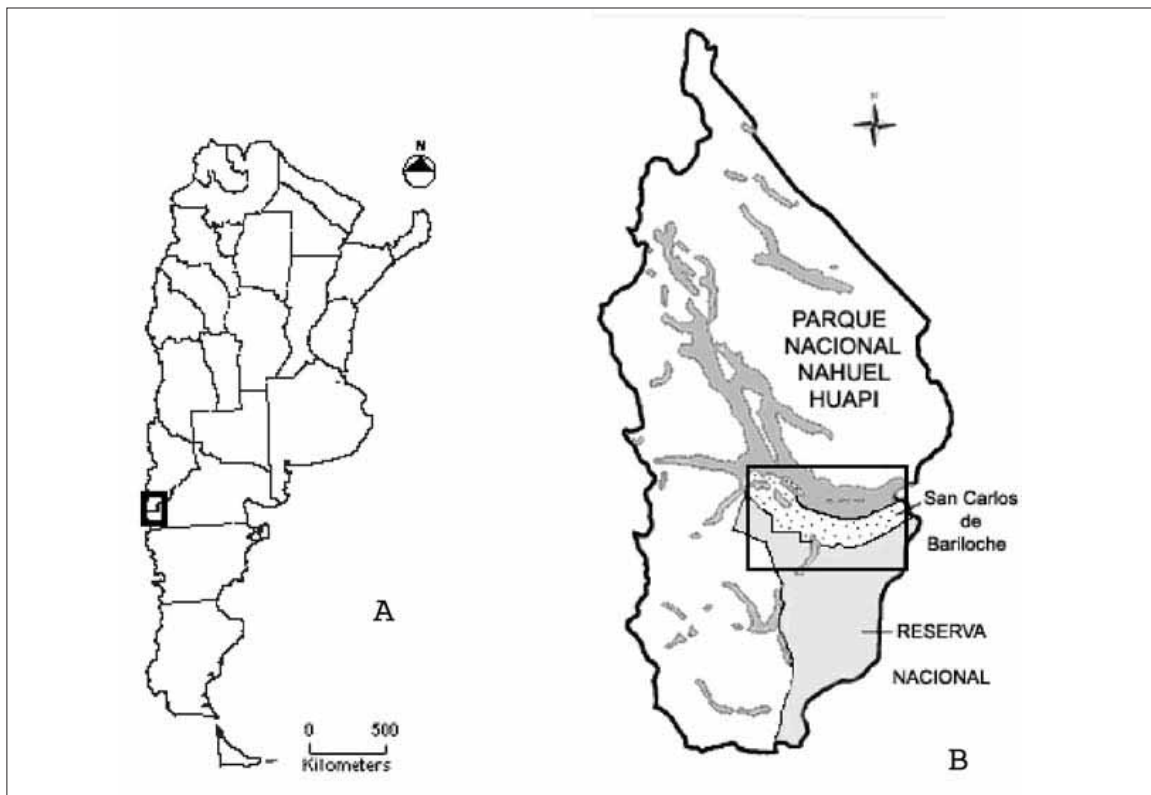 N
A
0 500
Kilometers
PARQUE
NACIONAL
NAHUEL
HUAPI
San Carlos
de
Bariloche
RESERVA
NACIONAL
B